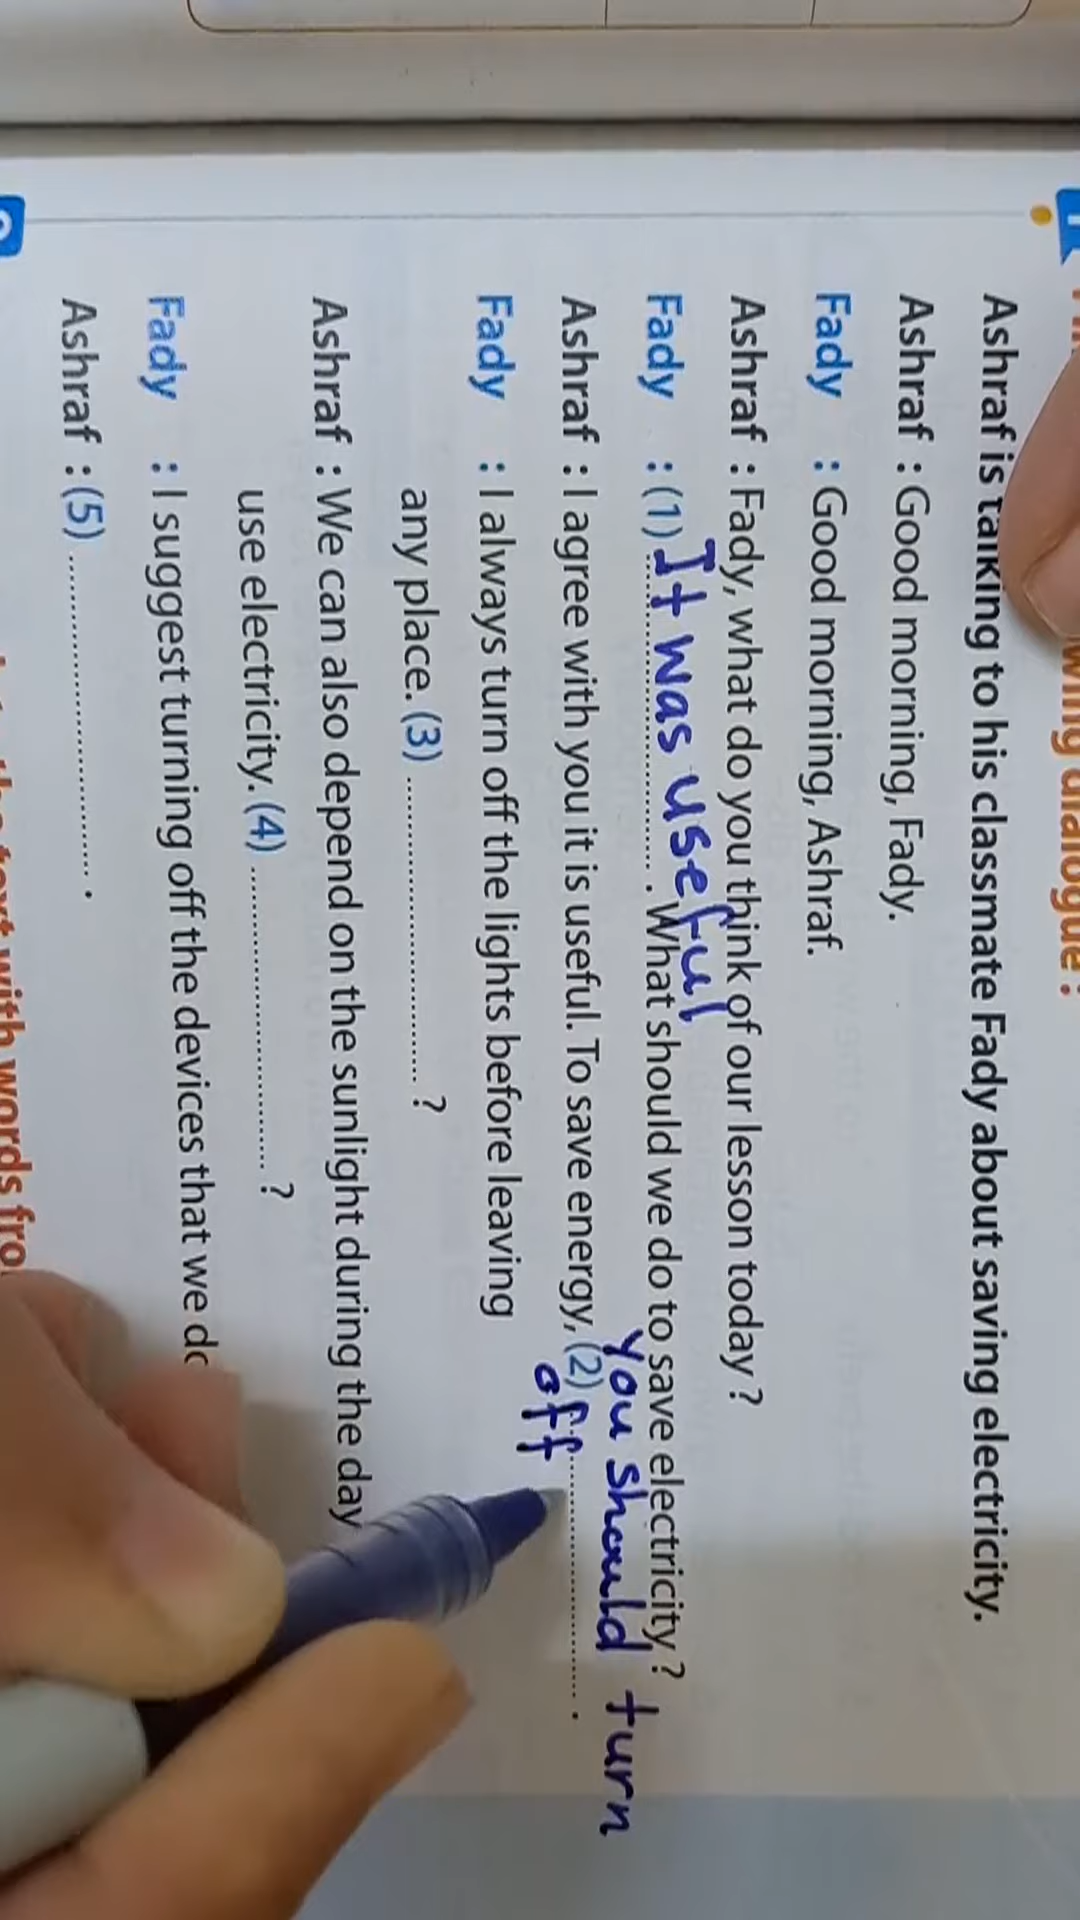 wing dialogue :
Ashraf is talking to his classmate Fady about saving electricity.
Ashraf : Good morning, Fady.
Fady : Good morning, Ashraf.
Ashraf : Fady, what do you think of our lesson today?
Fady : (1) It was useful. What should we do to save electricity?
Ashraf : I agree with you it is useful. To save energy, (2) you should turn off
Fady : I always turn off the lights before leaving
any place. (3) ........................ ?
Ashraf : We can also depend on the sunlight during the day
use electricity. (4) ........................ ?
Fady : I suggest turning off the devices that we do
Ashraf : (5) ........................ .
text with words fro